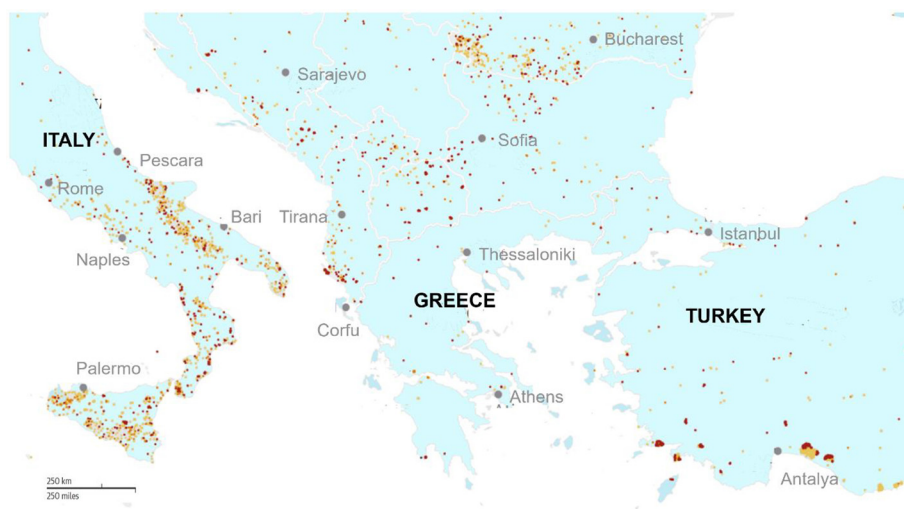 Bucharest
Sarajevo
ITALY
Sofia
Pescara
Rome
Bari
Tirana
Istanbul
Naples
Thessaloniki
GREECE
TURKEY
Corfu
Palermo
Athens
Antalya
250 km
250 miles